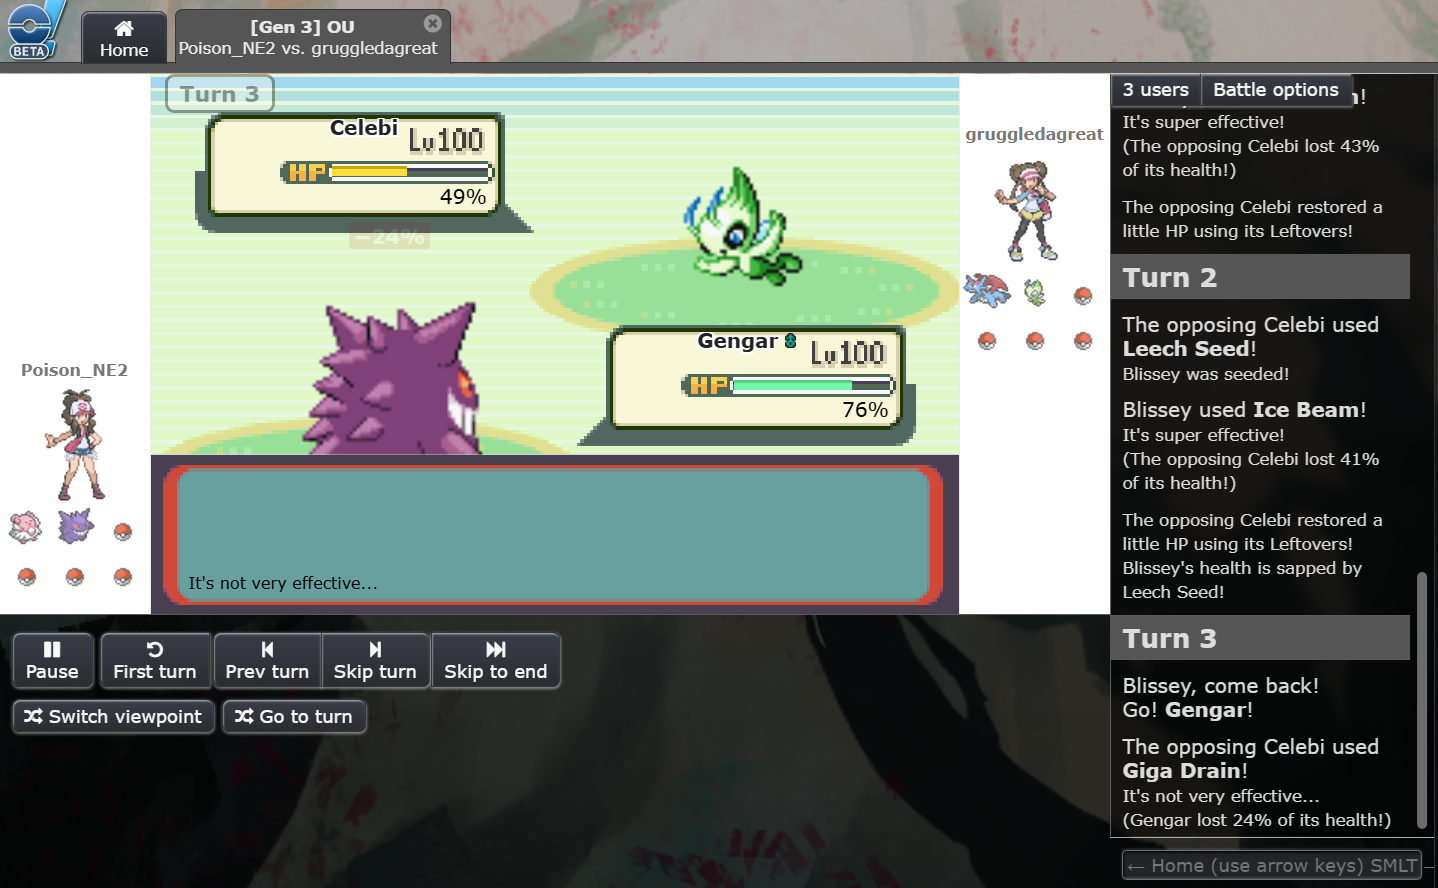 BETA
Home
[Gen 3] OU
Poison_NE2 vs. gruggledagreat
Turn 3
Celebi
Lv100
HP
49%
−24%
Gengar
Lv100
HP
76%
It's not very effective...
Poison_NE2
gruggledagreat
Pause
First turn
Prev turn
Skip turn
Skip to end
Switch viewpoint
Go to turn
3 users
Battle options
!
It's super effective!
(The opposing Celebi lost 43%
of its health!)
The opposing Celebi restored a
little HP using its Leftovers!
Turn 2
The opposing Celebi used
Leech Seed!
Blissey was seeded!
Blissey used Ice Beam!
It's super effective!
(The opposing Celebi lost 41%
of its health!)
The opposing Celebi restored a
little HP using its Leftovers!
Blissey's health is sapped by
Leech Seed!
Turn 3
Blissey, come back!
Go! Gengar!
The opposing Celebi used
Giga Drain!
It's not very effective...
(Gengar lost 24% of its health!)
← Home (use arrow keys) SMLT